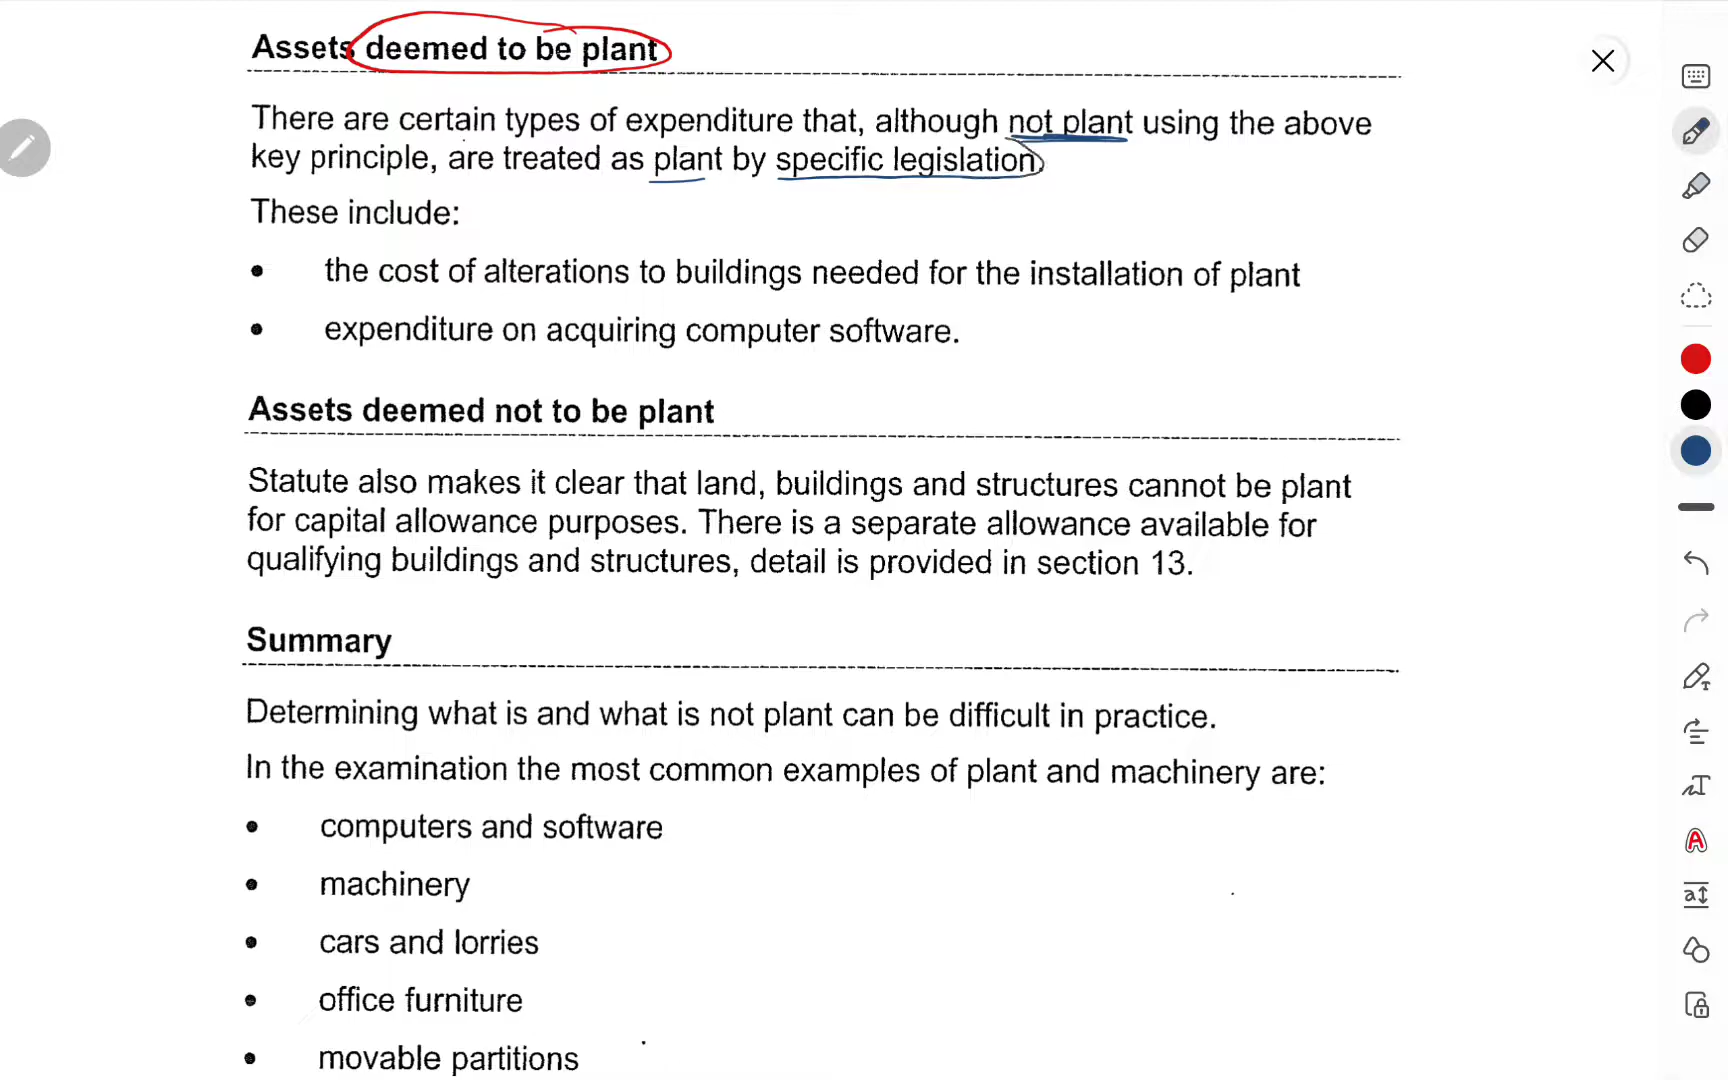 Assets deemed to be plant
There are certain types of expenditure that, although not plant using the above
key principle, are treated as plant by specific legislation.
These include:
• the cost of alterations to buildings needed for the installation of plant
• expenditure on acquiring computer software.
Assets deemed not to be plant
Statute also makes it clear that land, buildings and structures cannot be plant
for capital allowance purposes. There is a separate allowance available for
qualifying buildings and structures, detail is provided in section 13.
Summary
Determining what is and what is not plant can be difficult in practice.
In the examination the most common examples of plant and machinery are:
• computers and software
• machinery
• cars and lorries
• office furniture
• movable partitions